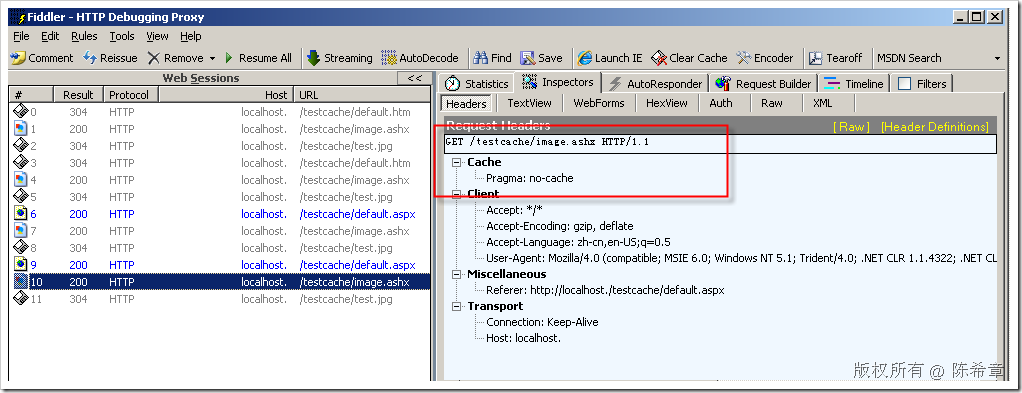 Fiddler - HTTP Debugging Proxy
File Edit Rules Tools View Help
Comment Reissue Remove Resume All Streaming AutoDecode Find Save Launch IE Clear Cache Encoder Tearoff MSDN Search
Web Sessions <<
# Result Protocol Host URL
0 304 HTTP localhost. /testcache/default.htm
1 200 HTTP localhost. /testcache/image.ashx
2 304 HTTP localhost. /testcache/test.jpg
3 304 HTTP localhost. /testcache/default.htm
4 200 HTTP localhost. /testcache/image.ashx
5 304 HTTP localhost. /testcache/test.jpg
6 200 HTTP localhost. /testcache/default.aspx
7 200 HTTP localhost. /testcache/image.ashx
8 304 HTTP localhost. /testcache/test.jpg
9 200 HTTP localhost. /testcache/default.aspx
10 200 HTTP localhost. /testcache/image.ashx
11 304 HTTP localhost. /testcache/test.jpg
Statistics Inspectors AutoResponder Request Builder Timeline Filters
Headers TextView WebForms HexView Auth Raw XML
Request Headers [ Raw ] [Header Definitions]
GET /testcache/image.ashx HTTP/1.1
Cache
Pragma: no-cache
Client
Accept: */*
Accept-Encoding: gzip, deflate
Accept-Language: zh-cn,en-US;q=0.5
User-Agent: Mozilla/4.0 (compatible; MSIE 6.0; Windows NT 5.1; Trident/4.0; .NET CLR 1.1.4322; .NET CL
Miscellaneous
Referer: http://localhost./testcache/default.aspx
Transport
Connection: Keep-Alive
Host: localhost.
版权所有 @ 陈希章